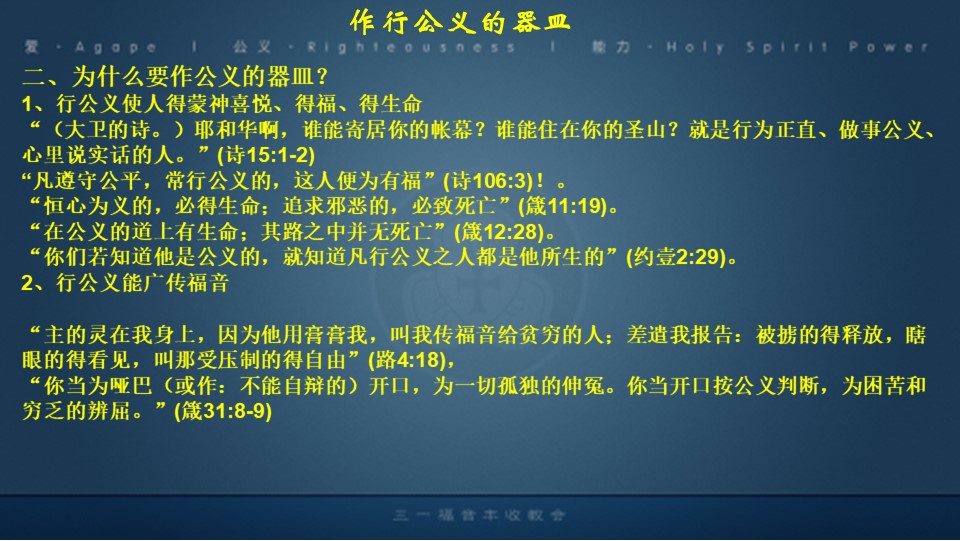 作行公义的器皿
爱·Agape | 公义·Righteousness | 能力·Holy Spirit Power
二、为什么要作公义的器皿？
1、行公义使人得蒙神喜悦、得福、得生命
“（大卫的诗。）耶和华啊，谁能寄居你的帐幕？谁能住在你的圣山？就是行为正直、做事公义、
心里说实话的人。”(诗15:1-2)
“凡遵守公平，常行公义的，这人便为有福”(诗106:3)！。
“恒心为义的，必得生命；追求邪恶的，必致死亡”(箴11:19)。
“在公义的道上有生命；其路之中并无死亡”(箴12:28)。
“你们若知道他是公义的，就知道凡行公义之人都是他所生的”(约壹2:29)。
2、行公义能广传福音
“主的灵在我身上，因为他用膏膏我，叫我传福音给贫穷的人；差遣我报告：被掳的得释放，瞎
眼的得看见，叫那受压制的得自由”(路4:18)，
“你当为哑巴（或作：不能自辩的）开口，为一切孤独的伸冤。你当开口按公义判断，为困苦和
穷乏的辨屈。”(箴31:8-9)
三一福音丰收教会